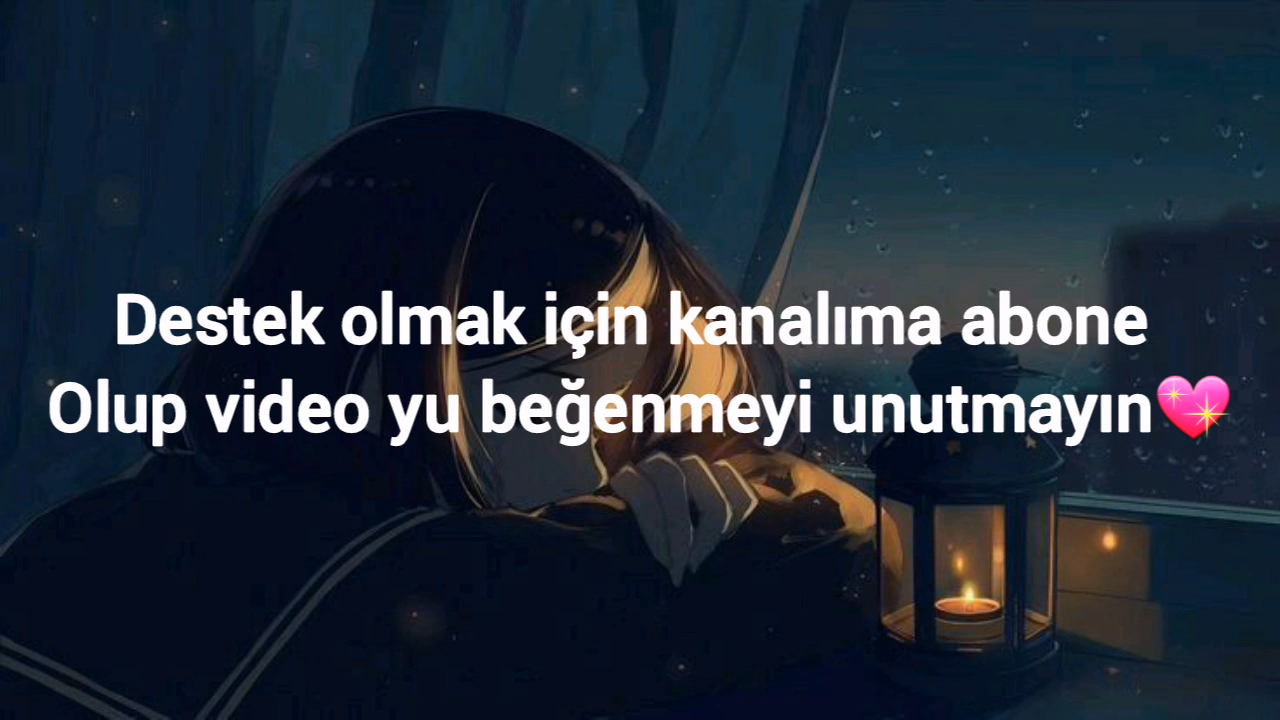 Destek olmak için kanalıma abone
Olup video yu beğenmeyi unutmayın💖